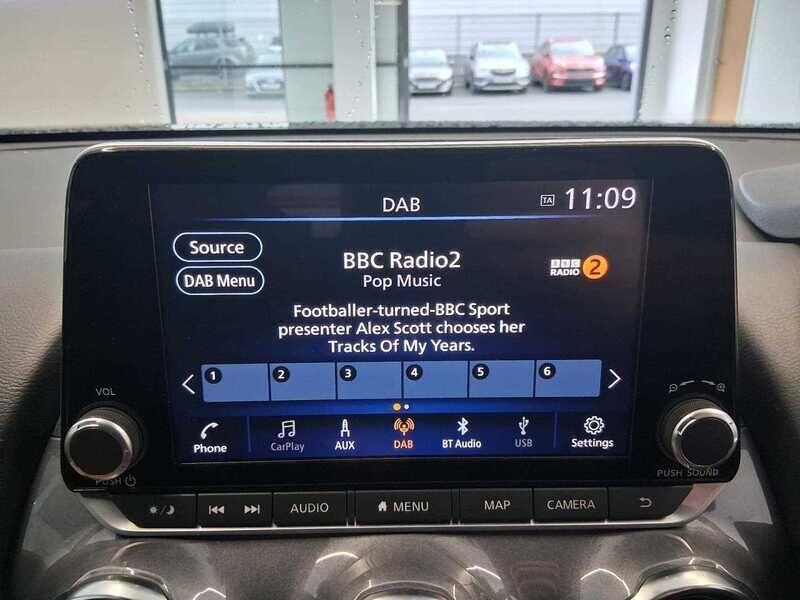 DAB
TA 11:09
Source
BBC Radio2
BBC RADIO 2
DAB Menu
Pop Music
Footballer-turned-BBC Sport
presenter Alex Scott chooses her
Tracks Of My Years.
1 2 3 4 5 6
VOL
Phone CarPlay AUX DAB BT Audio USB Settings
PUSH
PUSH SOUND
AUDIO MENU MAP CAMERA